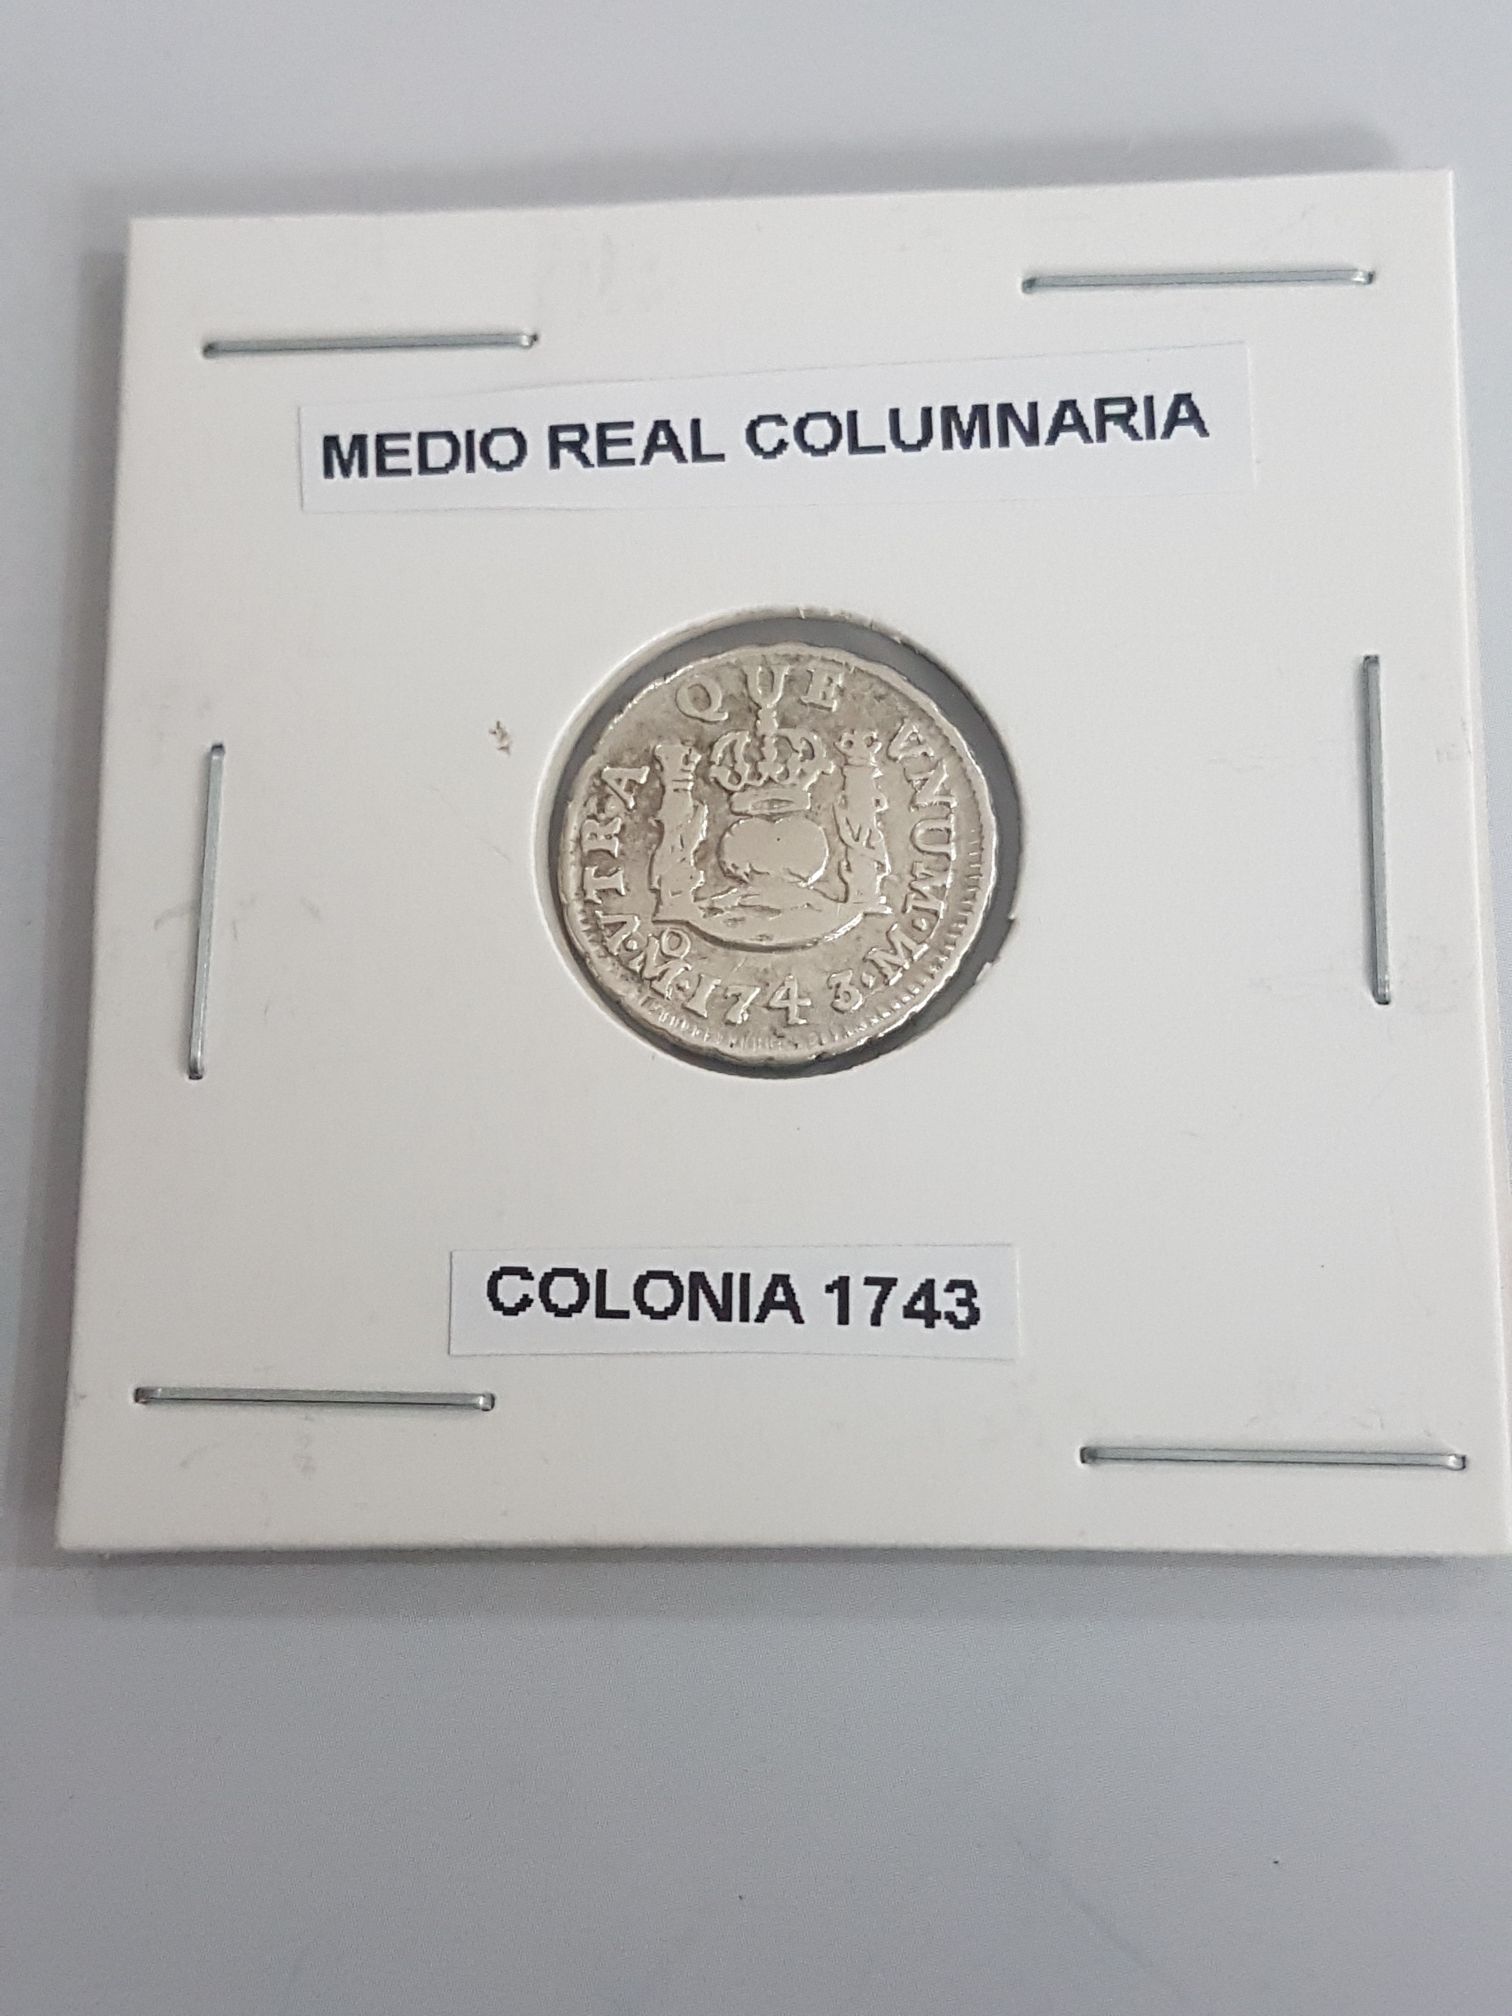 MEDIO REAL COLUMNARIA
VTRA QUE VNUM·M·1743·M·
COLONIA 1743